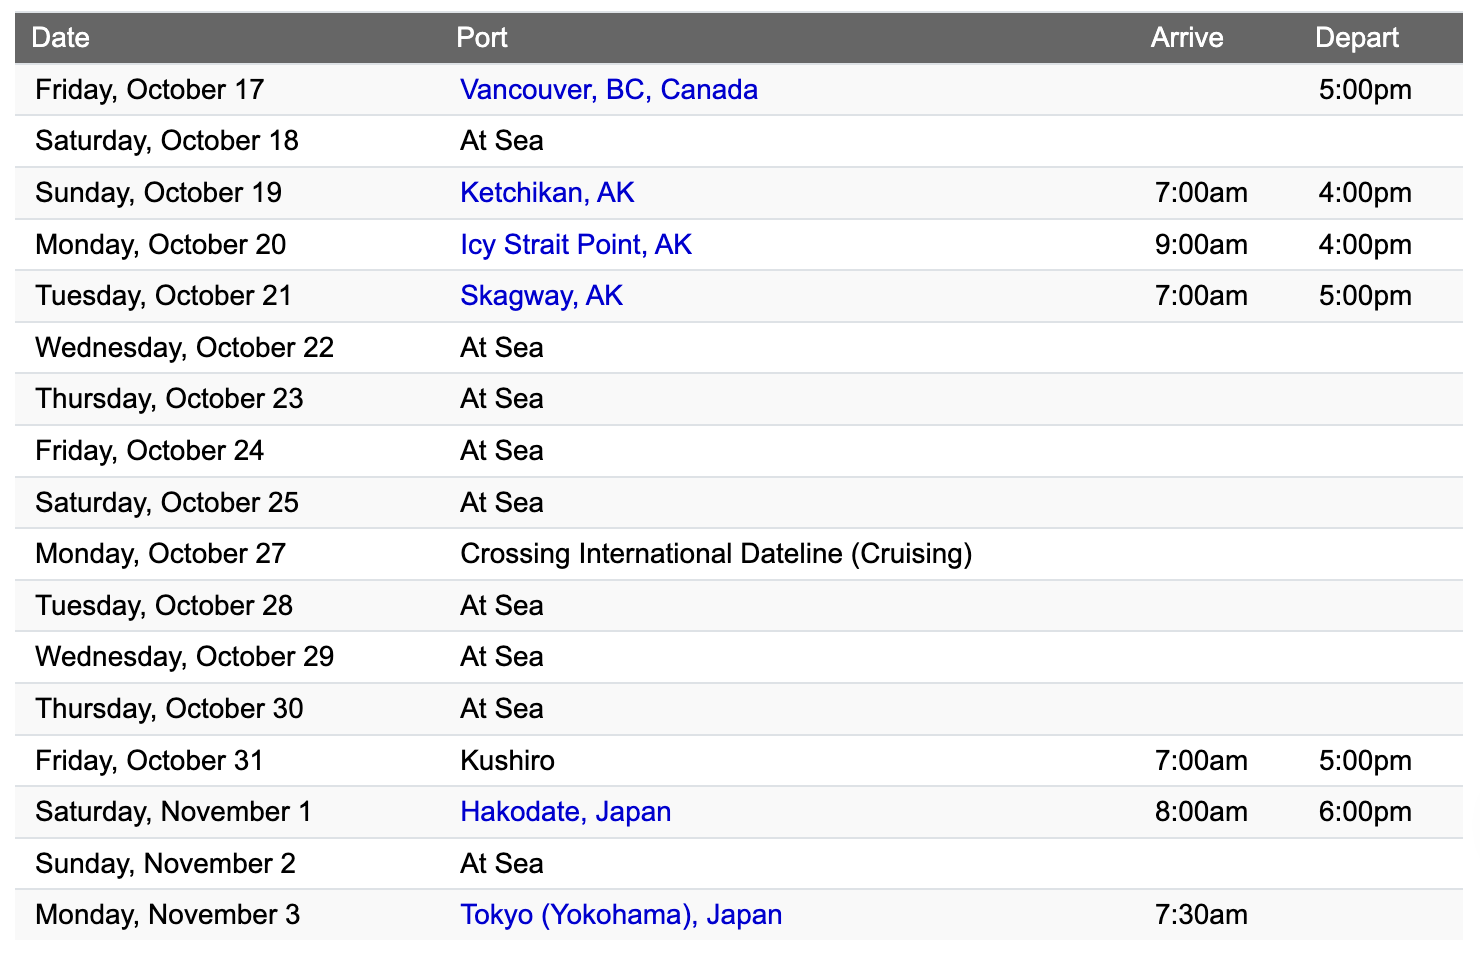 Date Port Arrive Depart
Friday, October 17 Vancouver, BC, Canada 5:00pm
Saturday, October 18 At Sea
Sunday, October 19 Ketchikan, AK 7:00am 4:00pm
Monday, October 20 Icy Strait Point, AK 9:00am 4:00pm
Tuesday, October 21 Skagway, AK 7:00am 5:00pm
Wednesday, October 22 At Sea
Thursday, October 23 At Sea
Friday, October 24 At Sea
Saturday, October 25 At Sea
Monday, October 27 Crossing International Dateline (Cruising)
Tuesday, October 28 At Sea
Wednesday, October 29 At Sea
Thursday, October 30 At Sea
Friday, October 31 Kushiro 7:00am 5:00pm
Saturday, November 1 Hakodate, Japan 8:00am 6:00pm
Sunday, November 2 At Sea
Monday, November 3 Tokyo (Yokohama), Japan 7:30am